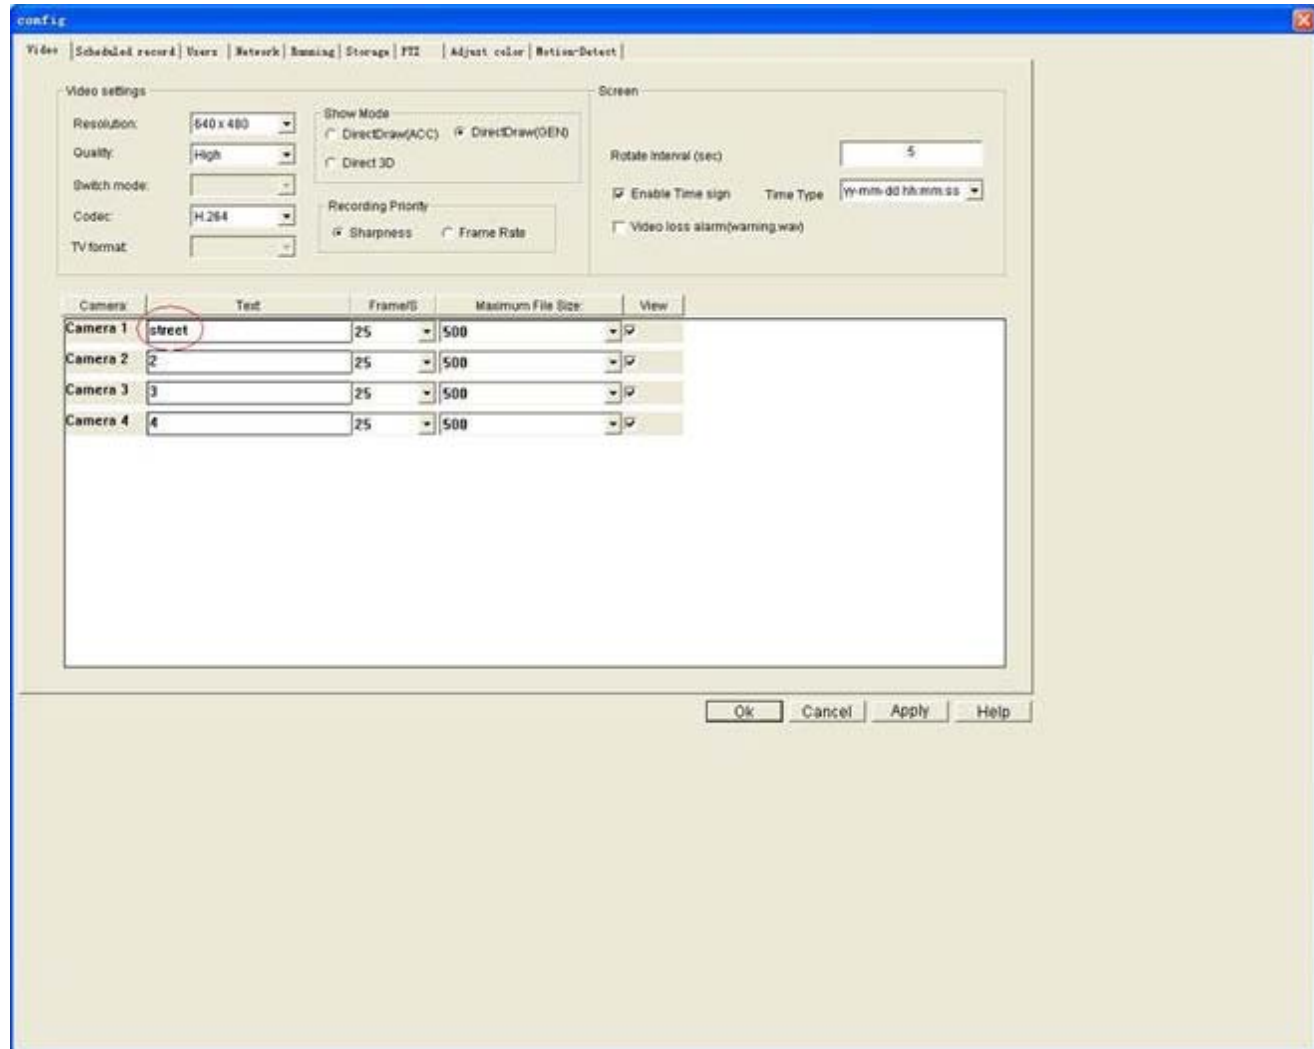 config
Video Scheduled record Users Network Running Storage PTZ Adjust color Motion-Detect
Video settings
Resolution: 640 x 480
Quality: High
Switch mode:
Codec: H.264
TV format:
Show Mode
DirectDraw(ACC) DirectDraw(GEN)
Direct 3D
Recording Priority
Sharpness Frame Rate
Screen
Rotate Interval (sec) 5
Enable Time sign Time Type yy-mm-dd hh:mm:ss
Video loss alarm(warning.wav)
Camera: Text: Frame/S Maximum File Size: View
Camera 1 street 25 500
Camera 2 2 25 500
Camera 3 3 25 500
Camera 4 4 25 500
Ok Cancel Apply Help